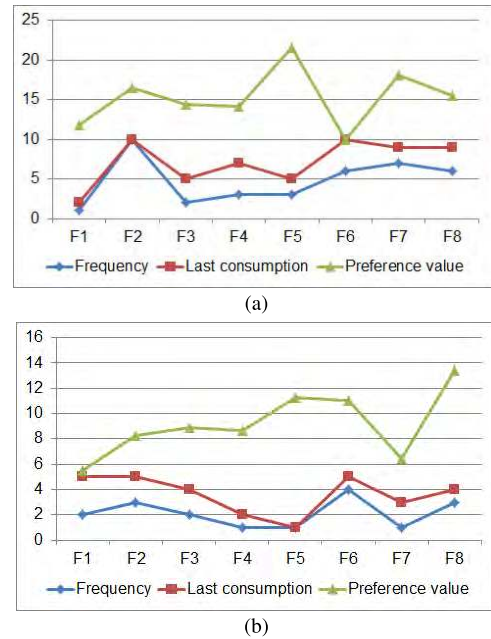 25
20
15
10
5
0
F1 F2 F3 F4 F5 F6 F7 F8
Frequency Last consumption Preference value
(a)
16
14
12
10
8
6
4
2
0
F1 F2 F3 F4 F5 F6 F7 F8
Frequency Last consumption Preference value
(b)